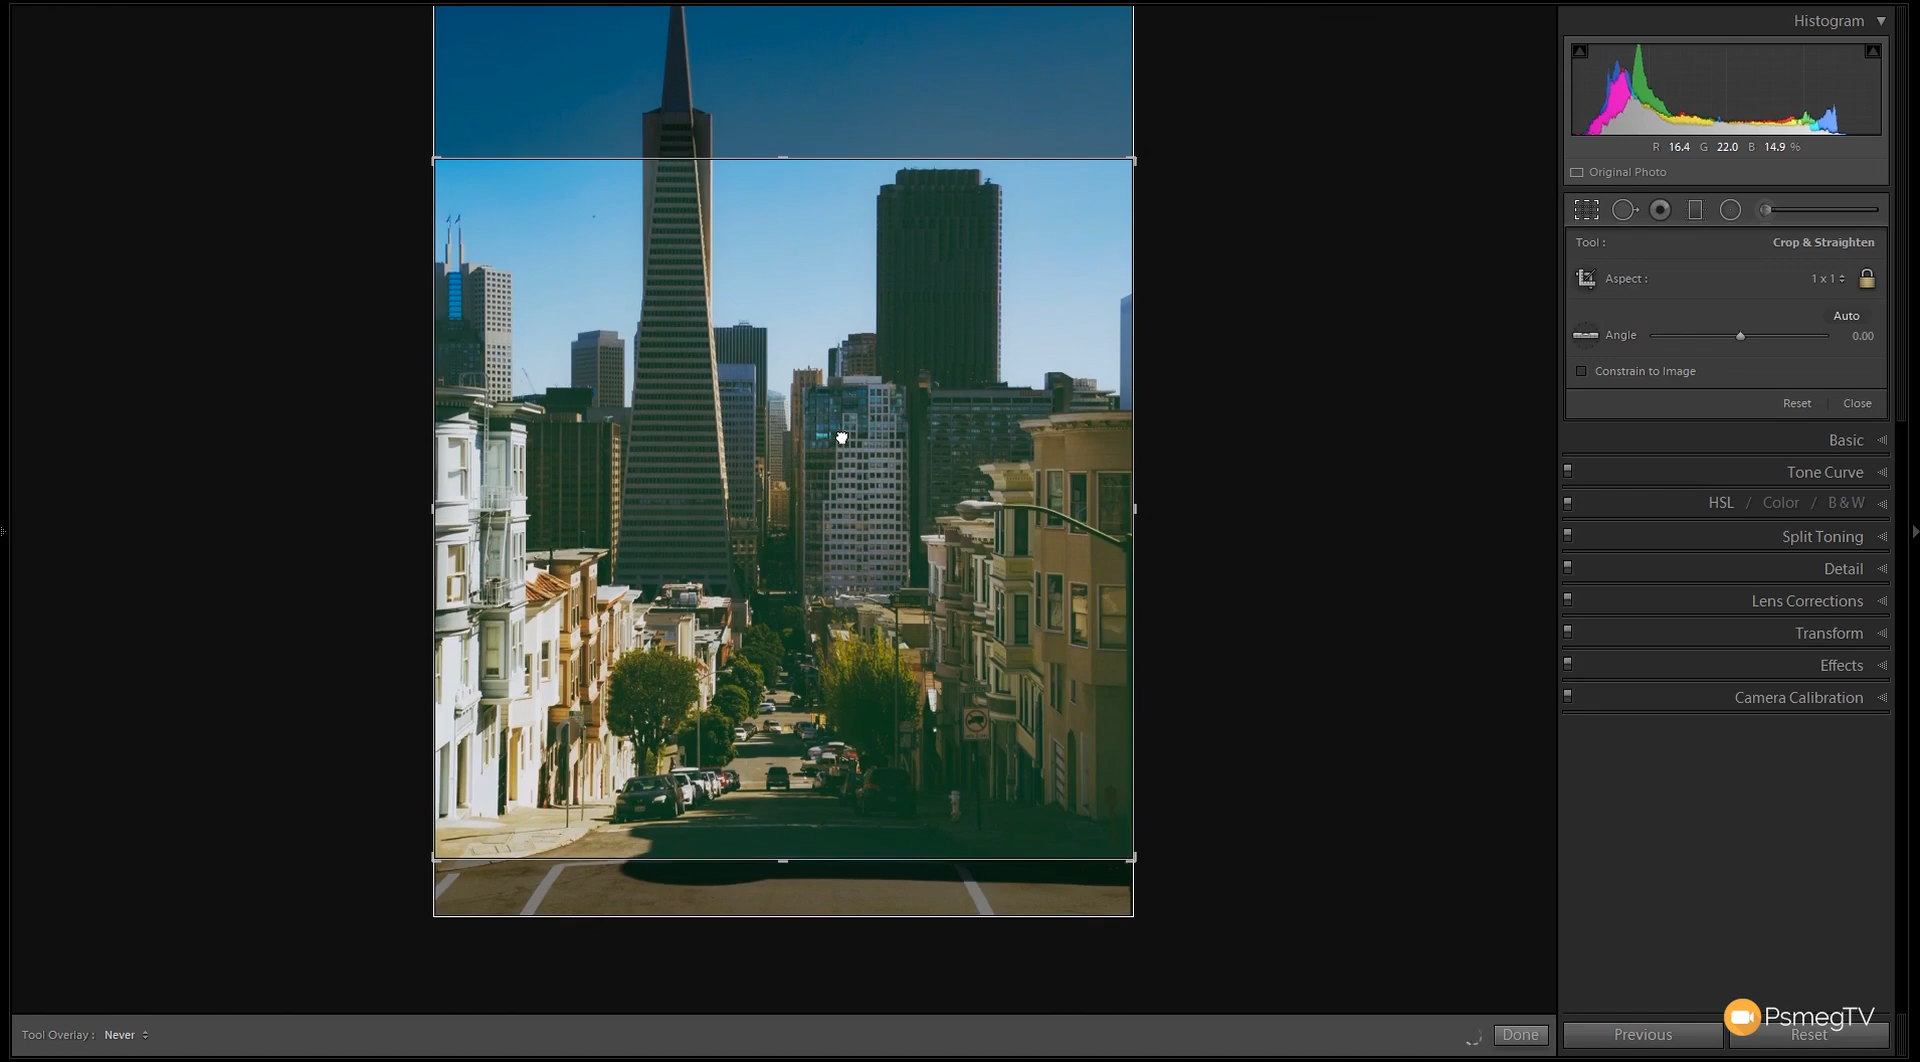 Histogram
R 16.4 G 22.0 B 14.9 %
Original Photo
Tool : Crop & Straighten
Aspect : 1 x 1
Auto
Angle 0.00
Constrain to Image
Reset Close
Basic
Tone Curve
HSL / Color / B & W
Split Toning
Detail
Lens Corrections
Transform
Effects
Camera Calibration
PsmegTV
Tool Overlay : Never
Done
Previous
Reset